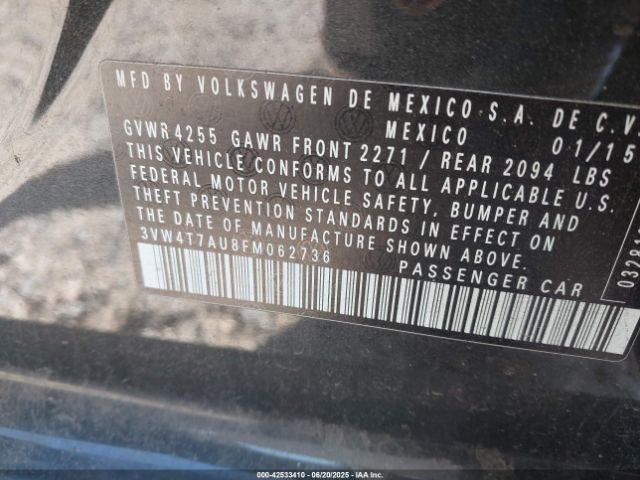 MFD BY VOLKSWAGEN DE MEXICO S.A. DE C.V
MEXICO 01/15
GVWR 4255 GAWR FRONT 2271 / REAR 2094 LBS
THIS VEHICLE CONFORMS TO ALL APPLICABLE U.S.
FEDERAL MOTOR VEHICLE SAFETY, BUMPER AND
THEFT PREVENTION STANDARDS IN EFFECT ON
THE DATE OF MANUFACTURE SHOWN ABOVE.
3VW4T7AU8FM062736
PASSENGER CAR
000-42533410 - 06/20/2025 - IAA Inc.